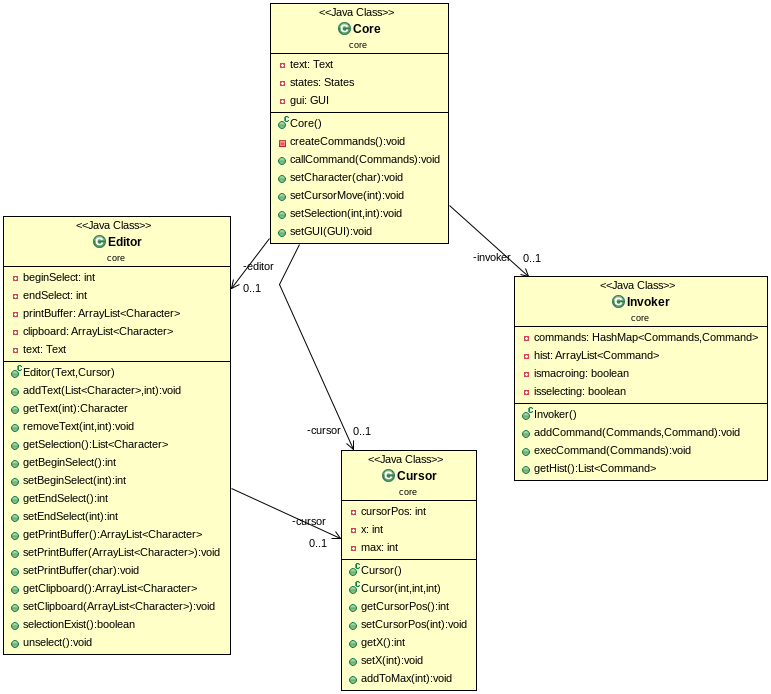 <<Java Class>>
Core
core
text: Text
states: States
gui: GUI
Core()
createCommands():void
callCommand(Commands):void
setCharacter(char):void
setCursorMove(int):void
setSelection(int,int):void
setGUI(GUI):void
-editor
0..1
-invoker 0..1
-cursor 0..1
<<Java Class>>
Editor
core
beginSelect: int
endSelect: int
printBuffer: ArrayList<Character>
clipboard: ArrayList<Character>
text: Text
Editor(Text,Cursor)
addText(List<Character>,int):void
getText(int):Character
removeText(int,int):void
getSelection():List<Character>
getBeginSelect():int
setBeginSelect(int):int
getEndSelect():int
setEndSelect(int):int
getPrintBuffer():ArrayList<Character>
setPrintBuffer(ArrayList<Character>):void
setPrintBuffer(char):void
getClipboard():ArrayList<Character>
setClipboard(ArrayList<Character>):void
selectionExist():boolean
unselect():void
-cursor
0..1
<<Java Class>>
Invoker
core
commands: HashMap<Commands,Command>
hist: ArrayList<Command>
ismacroing: boolean
isselecting: boolean
Invoker()
addCommand(Commands,Command):void
execCommand(Commands):void
getHist():List<Command>
<<Java Class>>
Cursor
core
cursorPos: int
x: int
max: int
Cursor()
Cursor(int,int,int)
getCursorPos():int
setCursorPos(int):void
getX():int
setX(int):void
addToMax(int):void